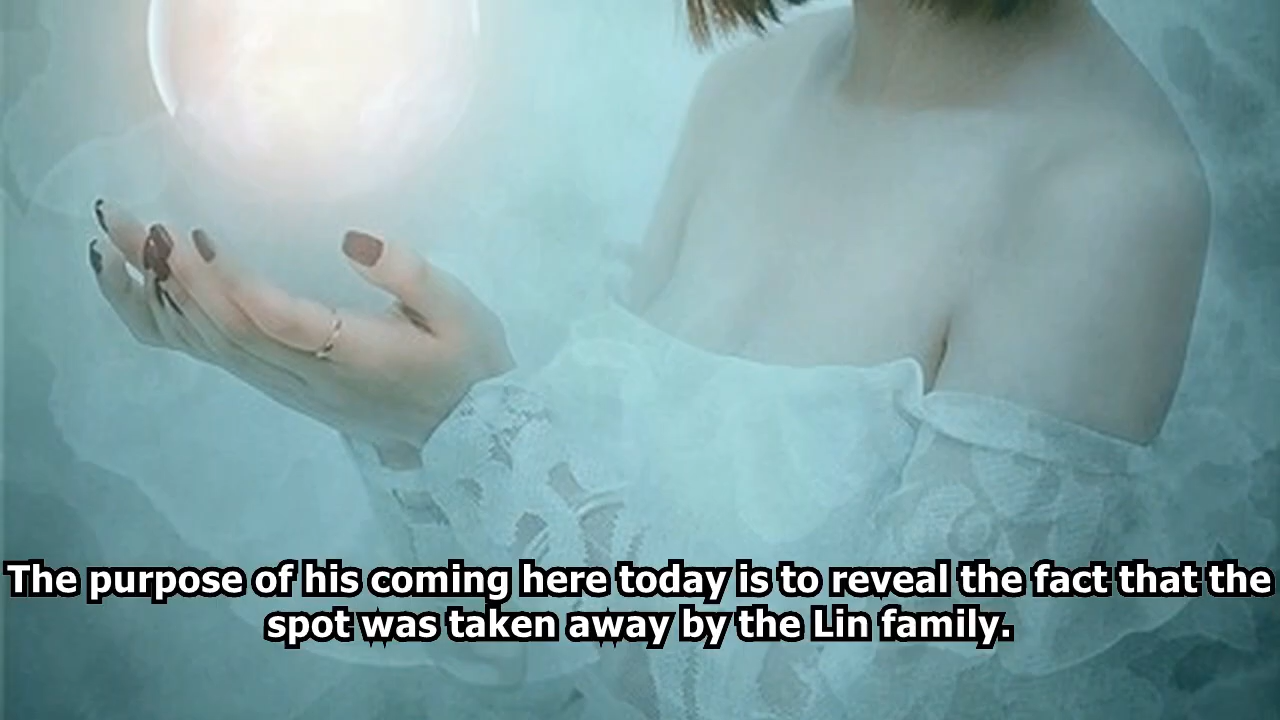 The purpose of his coming here today is to reveal the fact that the
spot was taken away by the Lin family.